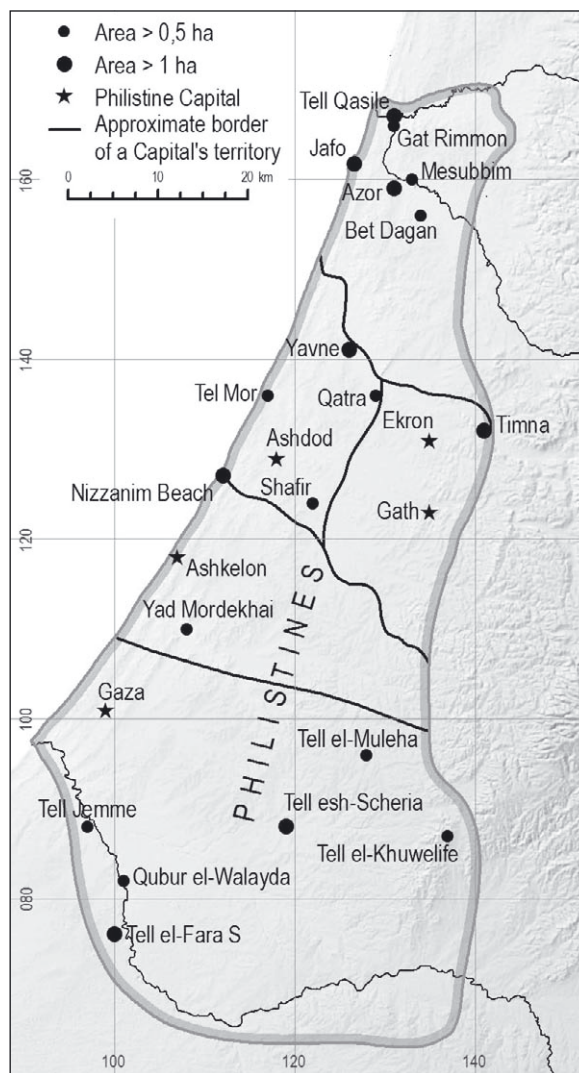 Area > 0,5 ha
Area > 1 ha
Philistine Capital
Approximate border
of a Capital's territory
0 10 20 km
Tell Qasile
Gat Rimmon
Jafo
Mesubbim
160
Azor
Bet Dagan
140
Yavne
Tel Mor
Qatra
Ekron
Timna
Ashdod
Nizzanim Beach
Shafir
Gath
120
Ashkelon
PHILISTINES
Yad Mordekhai
Gaza
100
Tell el-Muleha
Tell Jemme
Tell esh-Scheria
Tell el-Khuwelife
Qubur el-Walayda
080
Tell el-Fara S
100 120 140